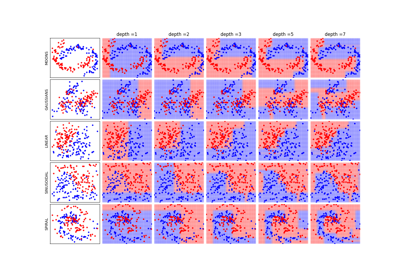 depth =1
depth =2
depth =3
depth =5
depth =7
MOONS
GAUSSIANS
LINEAR
SINUSOIDAL
SPIRAL